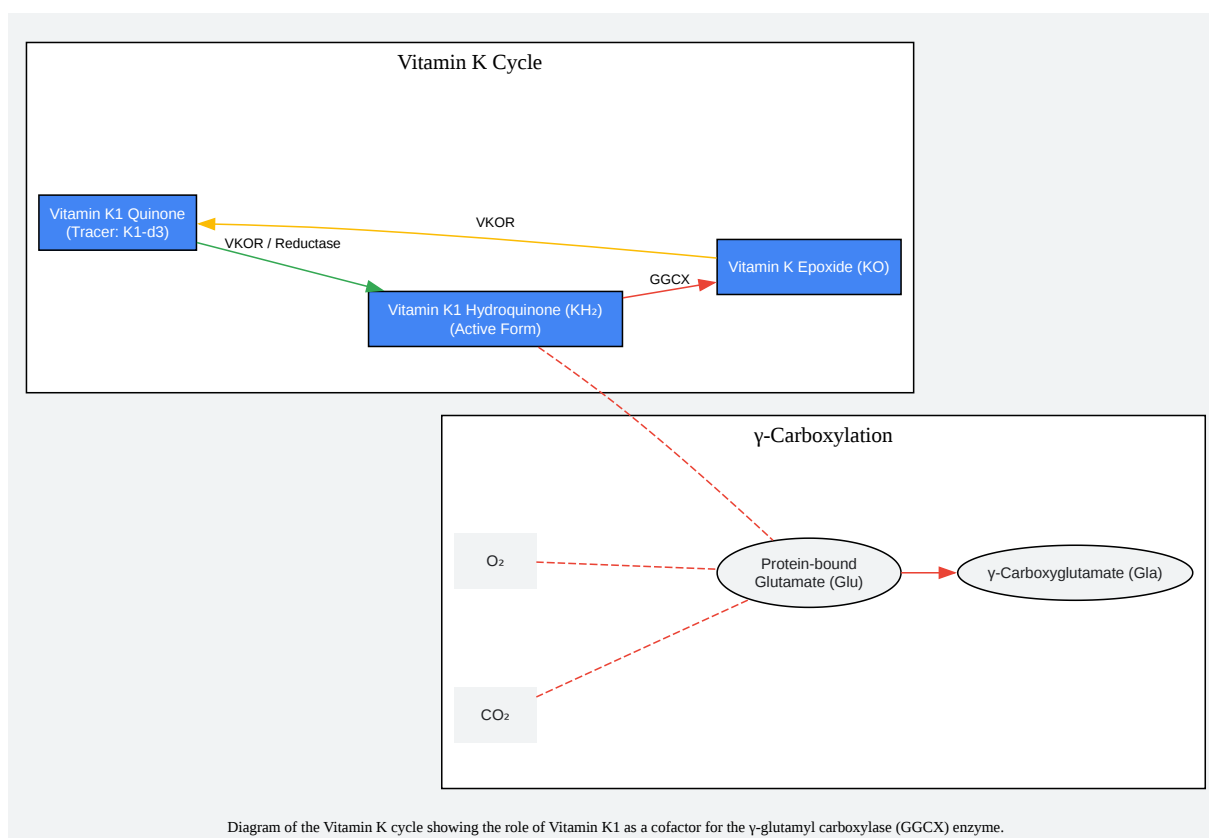 Vitamin K Cycle
Vitamin K1 Quinone
(Tracer: K1-d3)
VKOR
VKOR / Reductase
Vitamin K Epoxide (KO)
GGCX
Vitamin K1 Hydroquinone (KH₂)
(Active Form)
γ-Carboxylation
O₂
Protein-bound
Glutamate (Glu)
γ-Carboxyglutamate (Gla)
CO₂
Diagram of the Vitamin K cycle showing the role of Vitamin K1 as a cofactor for the γ-glutamyl carboxylase (GGCX) enzyme.